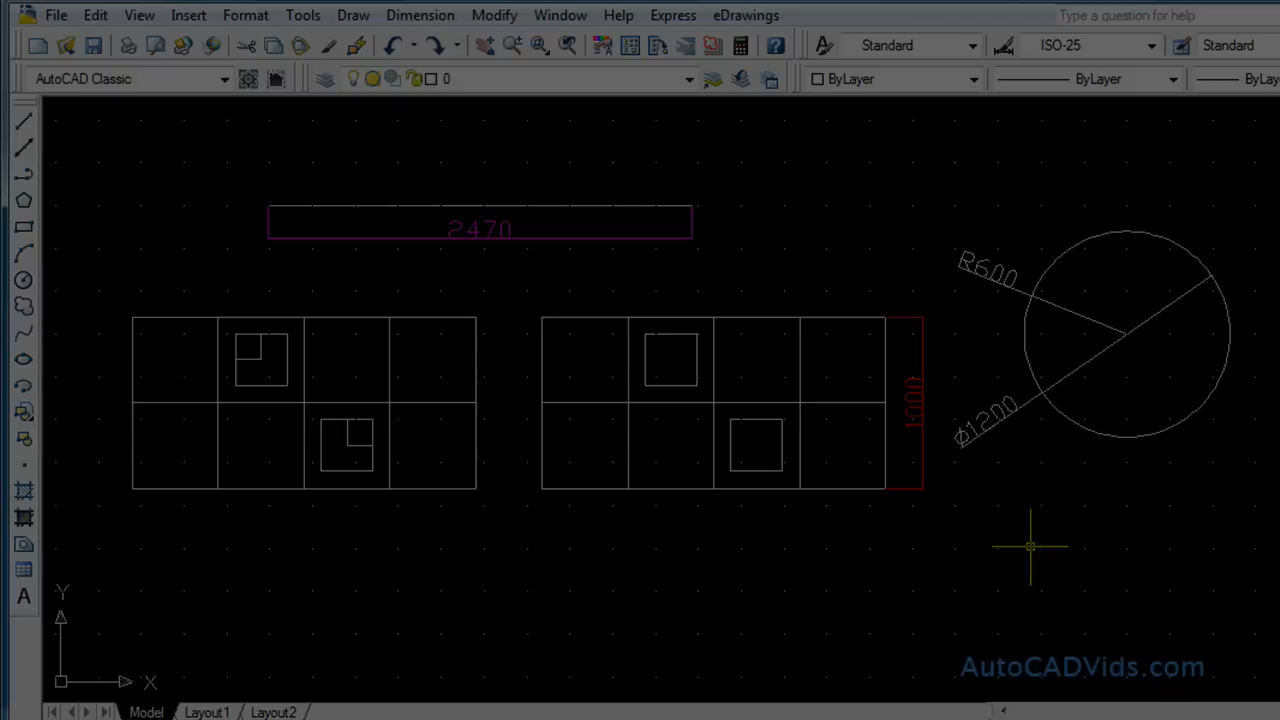 File Edit View Insert Format Tools Draw Dimension Modify Window Help Express eDrawings Type a question for help
Standard ISO-25 Standard
AutoCAD Classic 0 ByLayer ByLayer ByLay
2470
R600
1000
ø1200
Y
X
A
AutoCADVids.com
Model Layout1 Layout2